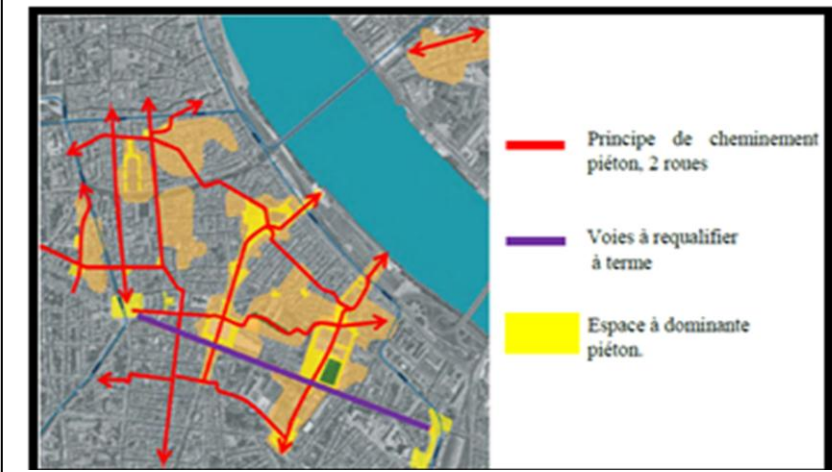 Principe de cheminement
piéton, 2 roues
Voies à requalifier
à terme
Espace à dominante
piéton.